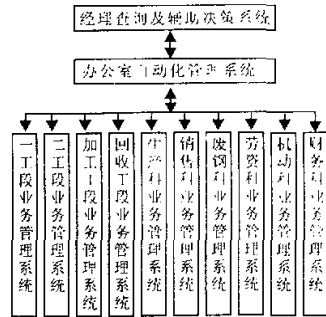 经理查询及辅助决策系统
办公室自动化管理系统
一工段业务管理系统
二工段业务管理系统
加工工段业务管理系统
回收工段业务管理系统
生产科业务管理系统
销售科业务管理系统
废钢科业务管理系统
劳资科业务管理系统
机动科业务管理系统
财务科业务管理系统